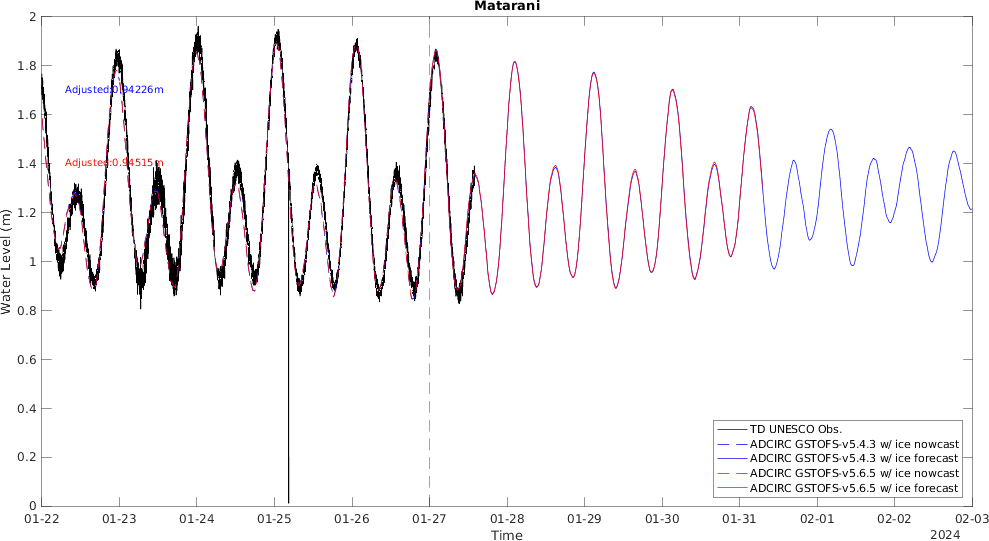 Matarani
2
1.8
1.6
1.4
1.2
1
0.8
0.6
0.4
0.2
0
Water Level (m)
Adjusted:0.94226m
Adjusted:0.94515m
TD UNESCO Obs.
ADCIRC GSTOFS-v5.4.3 w/ ice nowcast
ADCIRC GSTOFS-v5.4.3 w/ ice forecast
ADCIRC GSTOFS-v5.6.5 w/ ice nowcast
ADCIRC GSTOFS-v5.6.5 w/ ice forecast
01-22 01-23 01-24 01-25 01-26 01-27 01-28 01-29 01-30 01-31 02-01 02-02 02-03
Time
2024